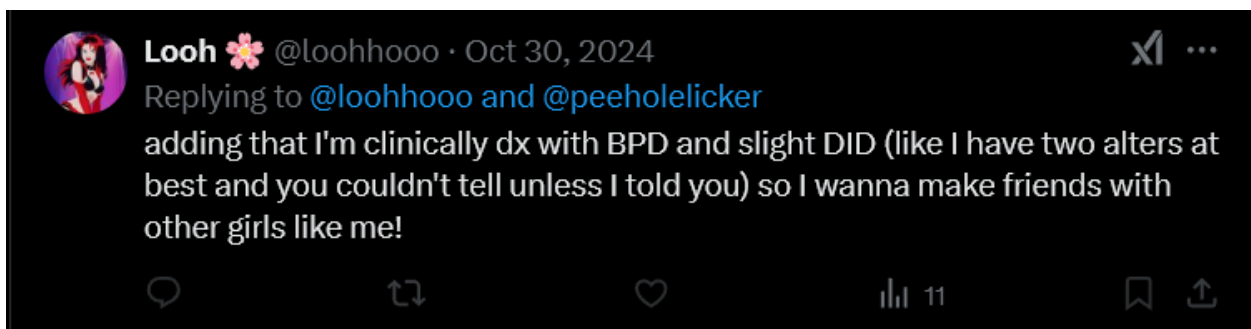 Looh 🌸 @loohhooo · Oct 30, 2024
Replying to @loohhooo and @peeholelicker
adding that I'm clinically dx with BPD and slight DID (like I have two alters at
best and you couldn't tell unless I told you) so I wanna make friends with
other girls like me!
11